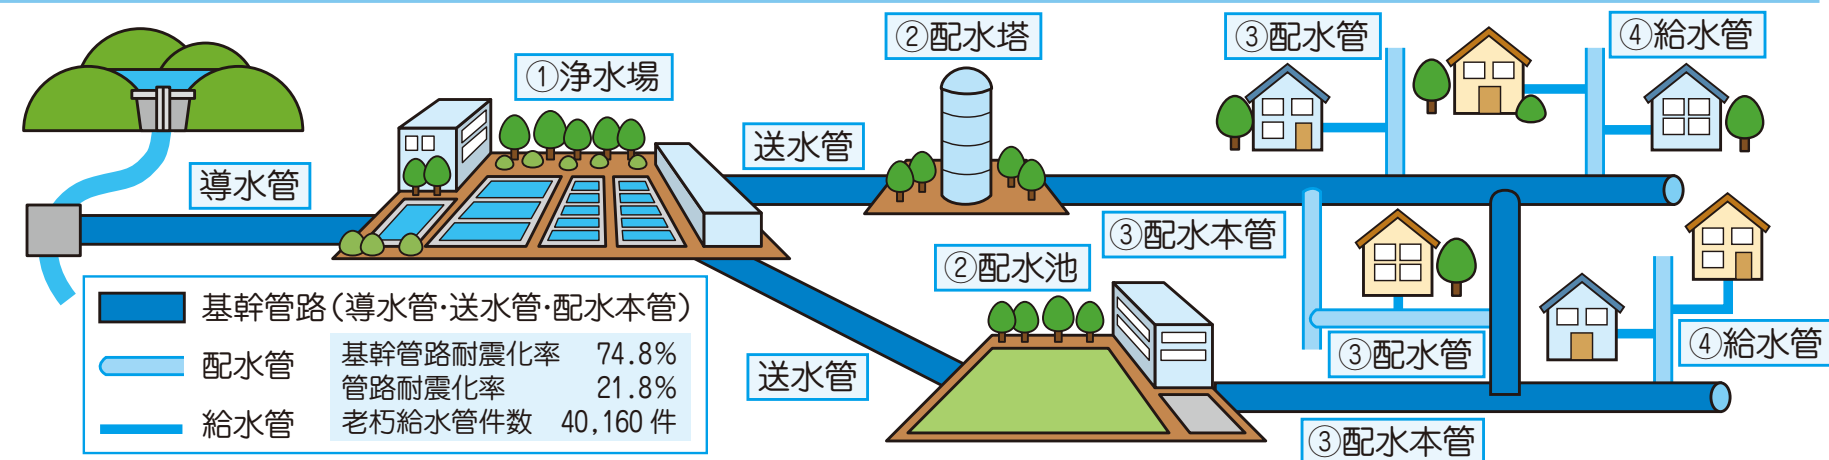 ①浄水場
②配水塔
③配水管
④給水管
導水管
送水管
③配水本管
②配水池
③配水管
④給水管
送水管
③配水本管
基幹管路(導水管・送水管・配水本管)
配水管
給水管
基幹管路耐震化率 74.8%
管路耐震化率 21.8%
老朽給水管件数 40,160 件